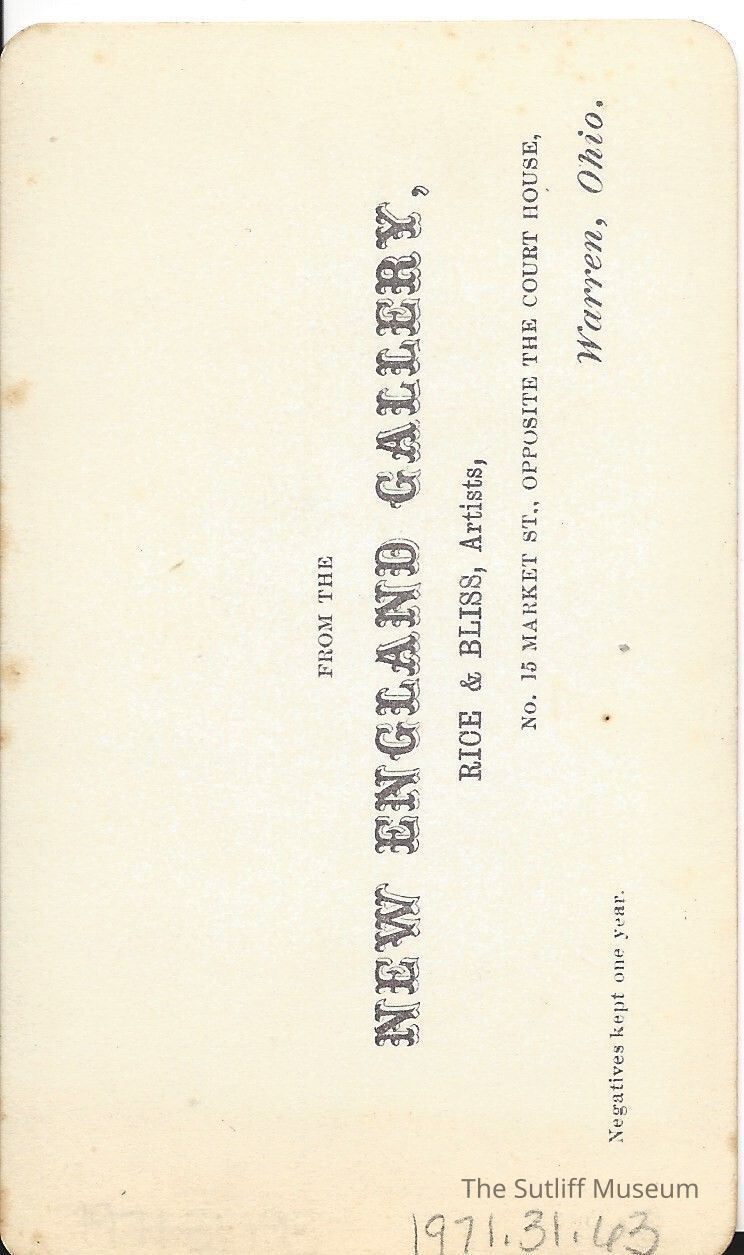 FROM THE
NEW ENGLAND GALLERY,
RICE & BLISS, Artists,
No. 15 MARKET ST., OPPOSITE THE COURT HOUSE,
Warren, Ohio.
Negatives kept one year.
The Sutliff Museum
1971.31.43